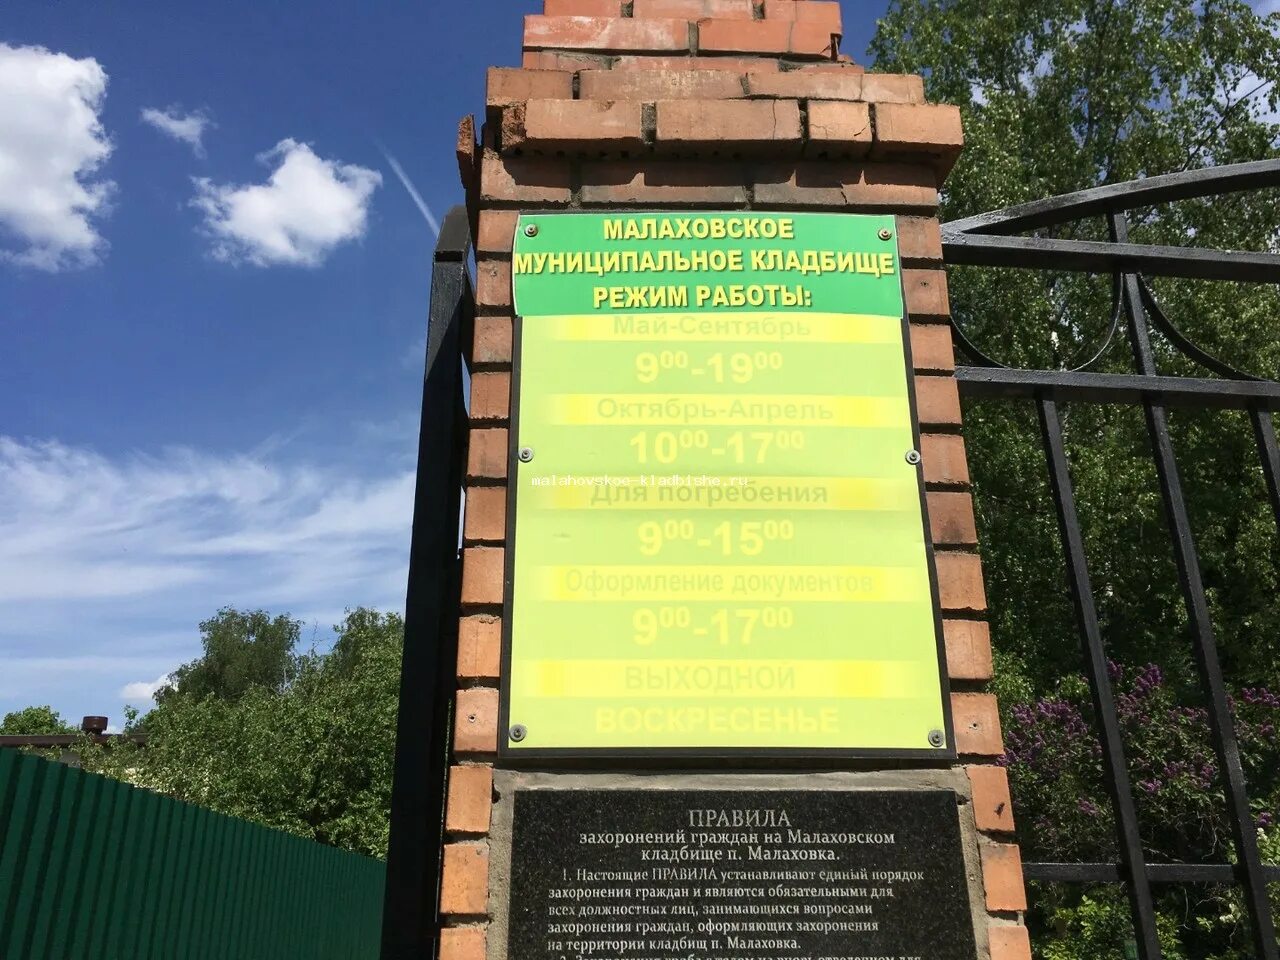 МАЛАХОВСКОЕ
МУНИЦИПАЛЬНОЕ КЛАДБИЩЕ
РЕЖИМ РАБОТЫ:
Май-Сентябрь
9⁰⁰-19⁰⁰
Октябрь-Апрель
10⁰⁰-17⁰⁰
malahovskoe-kladbishe.ru
Для погребения
9⁰⁰-15⁰⁰
Оформление документов
9⁰⁰-17⁰⁰
ВЫХОДНОЙ
ВОСКРЕСЕНЬЕ
ПРАВИЛА
захоронений граждан на Малаховском
кладбище п. Малаховка.
1. Настоящие ПРАВИЛА устанавливают единый порядок
захоронения граждан и являются обязательными для
всех должностных лиц, занимающихся вопросами
захоронения граждан, оформляющих захоронения
на территории кладбищ п. Малаховка.